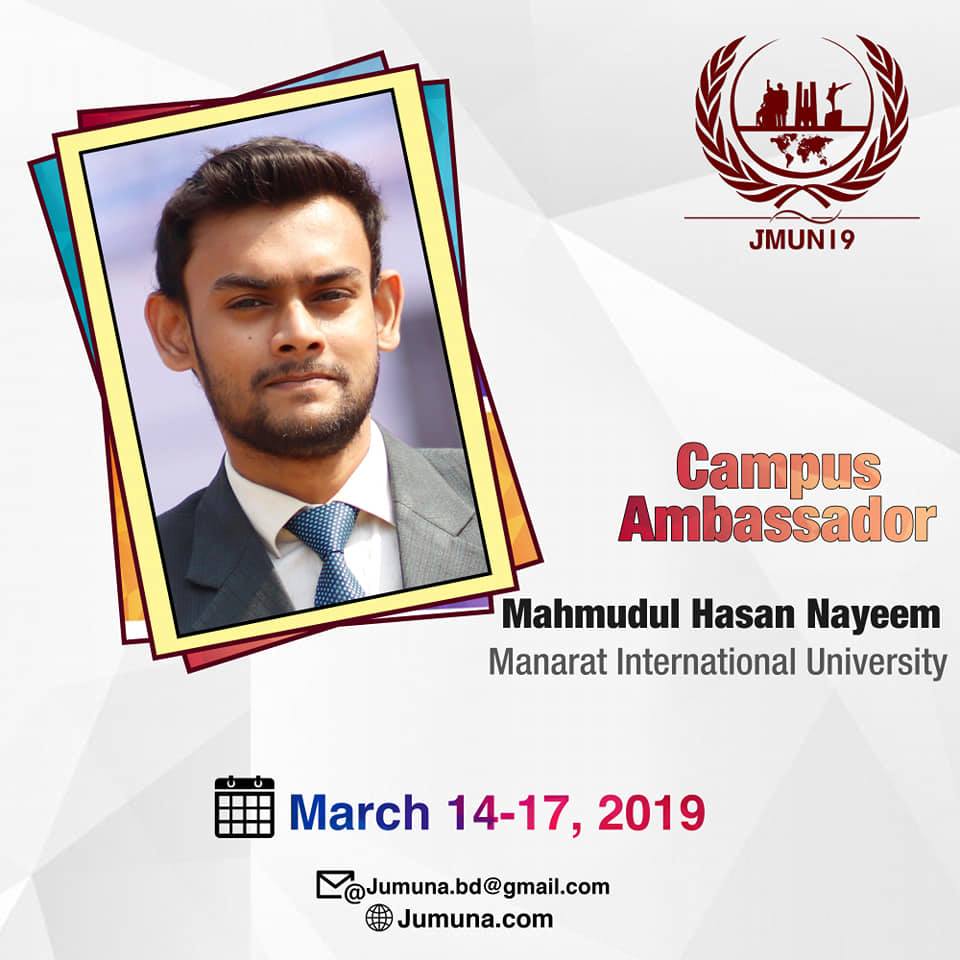 JMUN19
Campus
Ambassador
Mahmudul Hasan Nayeem
Manarat International University
March 14-17, 2019
@Jumuna.bd@gmail.com
Jumuna.com